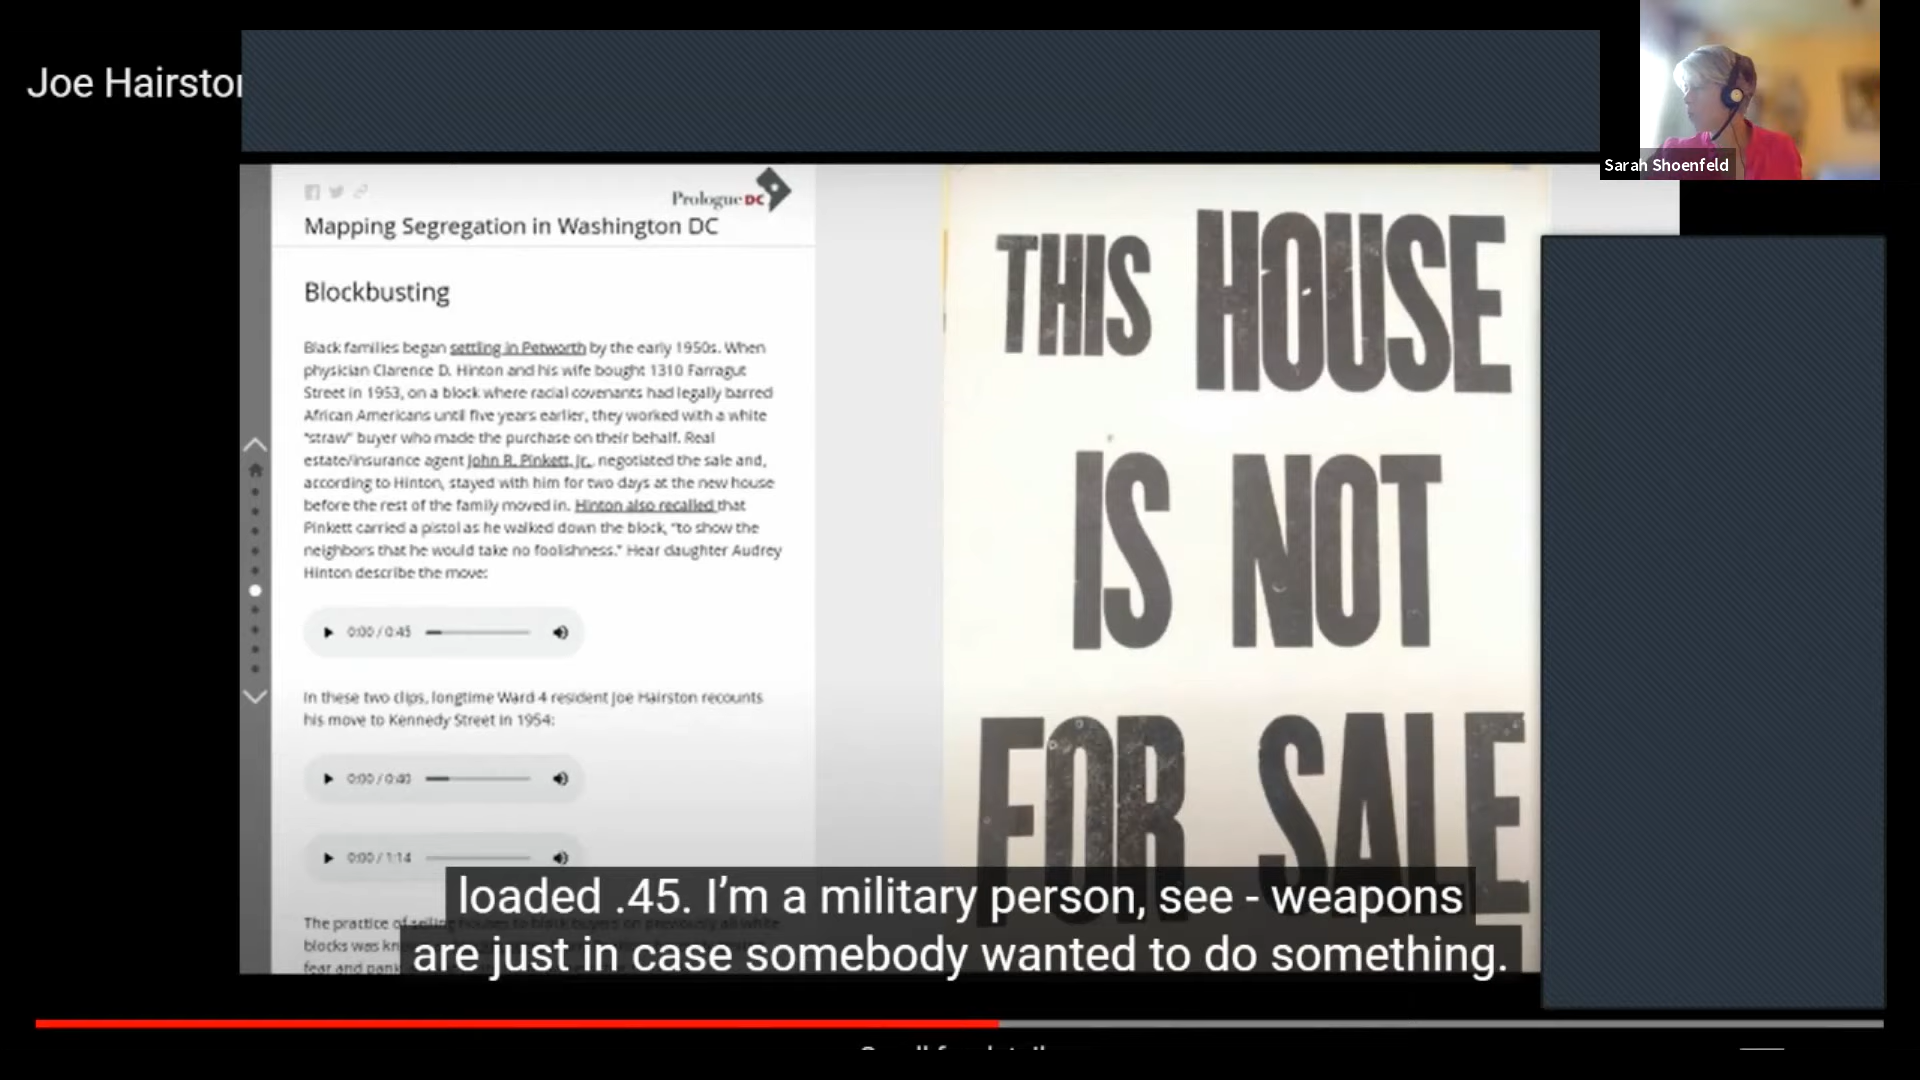 Joe Hairston
Sarah Shoenfeld
Prologue DC
Mapping Segregation in Washington DC
Blockbusting
Black families began settling in Petworth by the early 1950s. When
physician Clarence D. Hinton and his wife bought 1310 Farragut
Street in 1953, on a block where racial covenants had legally barred
African Americans until five years earlier, they worked with a white
"straw" buyer who made the purchase on their behalf. Real
estate/insurance agent John R. Pinkett, Jr., negotiated the sale and,
according to Hinton, stayed with him for two days at the new house
before the rest of the family moved in. Hinton also recalled that
Pinkett carried a pistol as he walked down the block, "to show the
neighbors that he would take no foolishness." Hear daughter Audrey
Hinton describe the move:
0:00 / 0:45
In these two clips, longtime Ward 4 resident Joe Hairston recounts
his move to Kennedy Street in 1954:
0:00 / 0:40
0:00 / 1:14
The practice of selling houses to black buyers on previously all white
blocks was
fear and
THIS HOUSE
IS NOT
FOR SALE
loaded .45. I'm a military person, see - weapons
are just in case somebody wanted to do something.